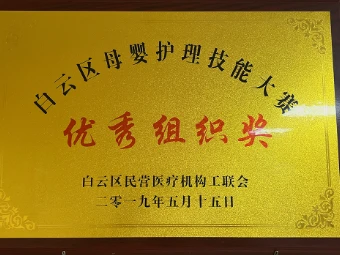 白云区母婴护理技能大赛
优秀组织奖
白云区民营医疗机构工联会
二零一九年五月十五日